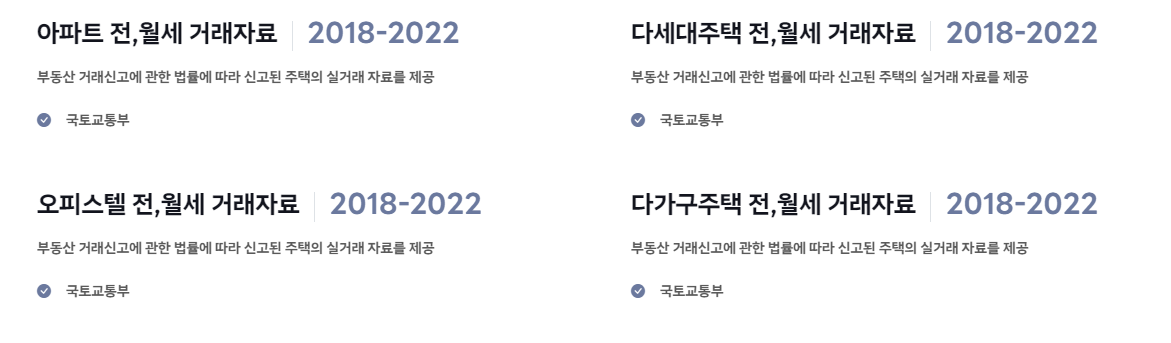 아파트 전,월세 거래자료 2018-2022
부동산 거래신고에 관한 법률에 따라 신고된 주택의 실거래 자료를 제공
국토교통부
다세대주택 전,월세 거래자료 2018-2022
부동산 거래신고에 관한 법률에 따라 신고된 주택의 실거래 자료를 제공
국토교통부
오피스텔 전,월세 거래자료 2018-2022
부동산 거래신고에 관한 법률에 따라 신고된 주택의 실거래 자료를 제공
국토교통부
다가구주택 전,월세 거래자료 2018-2022
부동산 거래신고에 관한 법률에 따라 신고된 주택의 실거래 자료를 제공
국토교통부